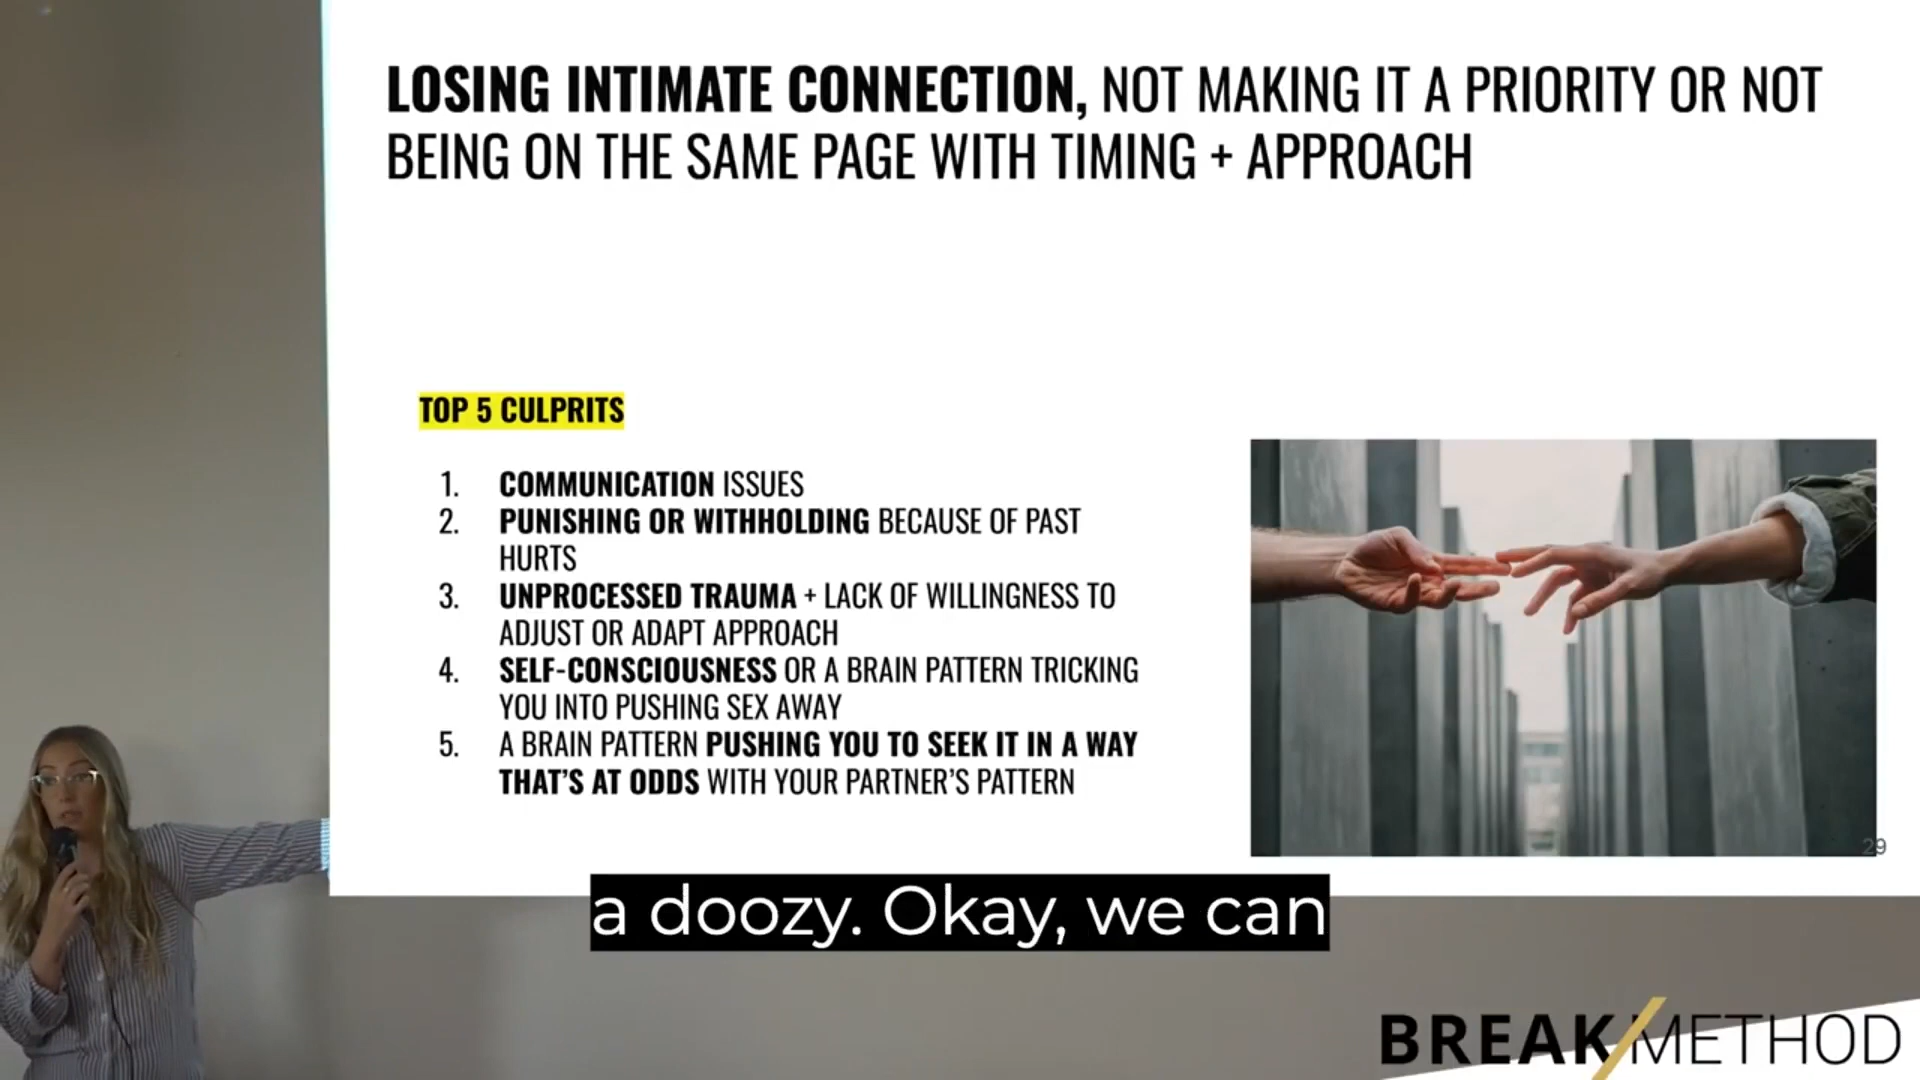 LOSING INTIMATE CONNECTION, NOT MAKING IT A PRIORITY OR NOT
BEING ON THE SAME PAGE WITH TIMING + APPROACH
TOP 5 CULPRITS
1. COMMUNICATION ISSUES
2. PUNISHING OR WITHHOLDING BECAUSE OF PAST
HURTS
3. UNPROCESSED TRAUMA + LACK OF WILLINGNESS TO
ADJUST OR ADAPT APPROACH
4. SELF-CONSCIOUSNESS OR A BRAIN PATTERN TRICKING
YOU INTO PUSHING SEX AWAY
5. A BRAIN PATTERN PUSHING YOU TO SEEK IT IN A WAY
THAT'S AT ODDS WITH YOUR PARTNER'S PATTERN
29
a doozy. Okay, we can
BREAK/METHOD